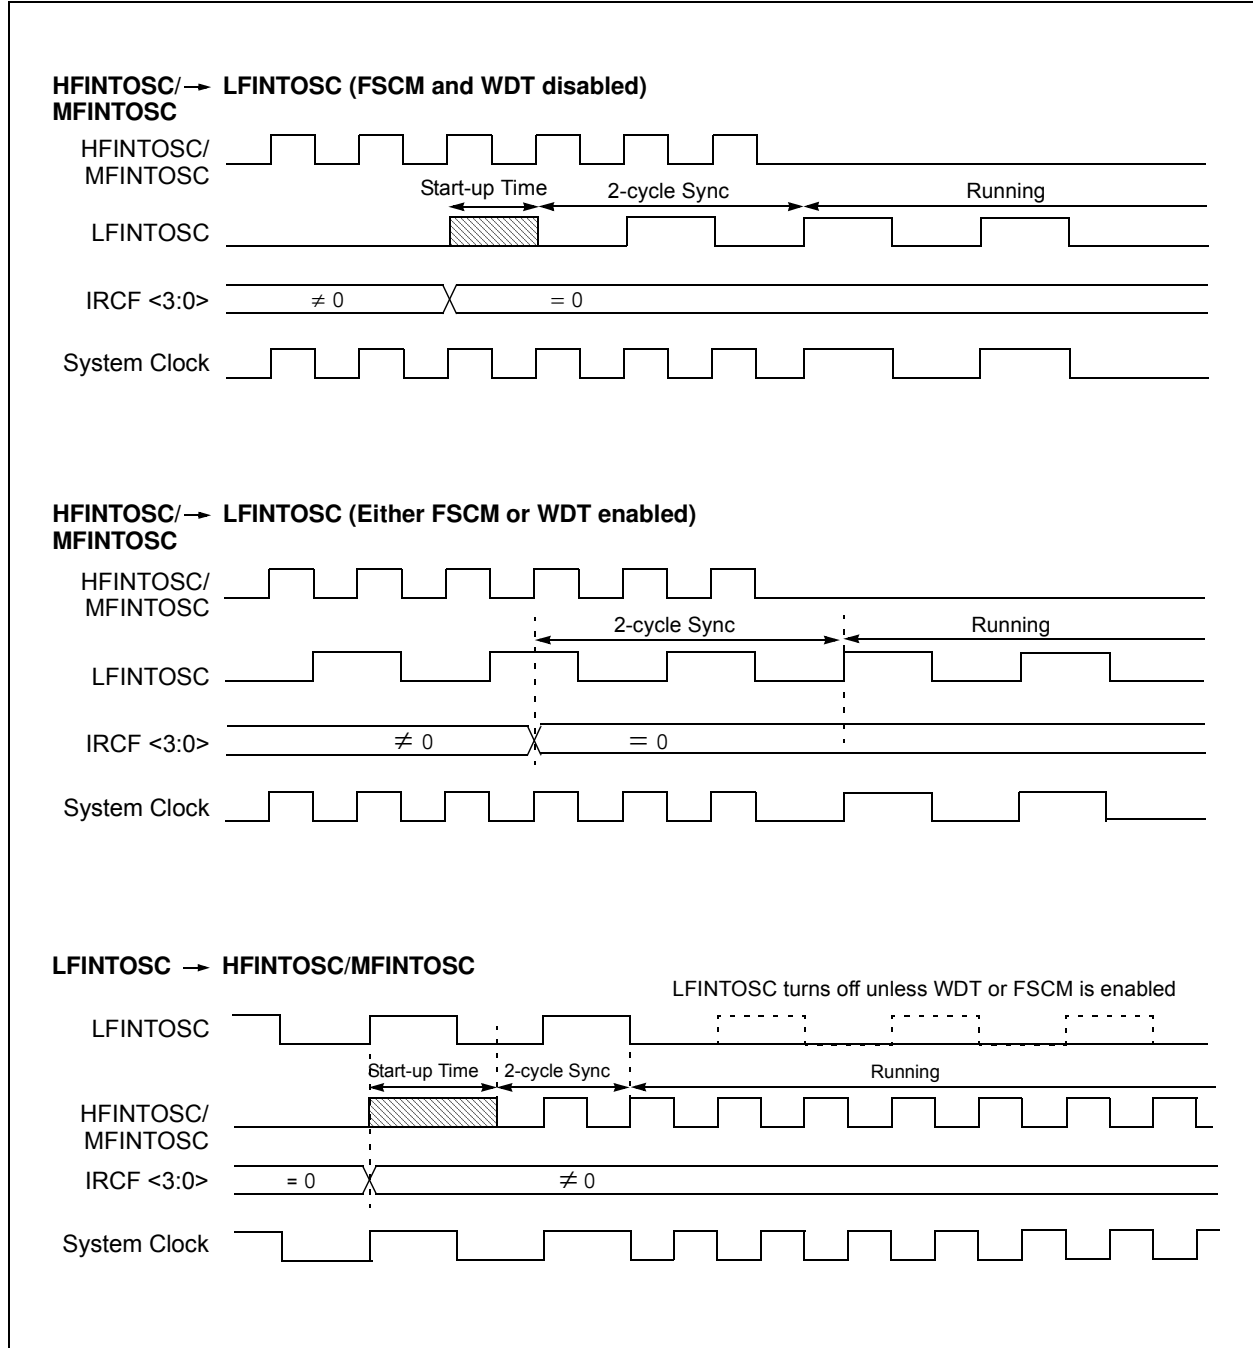 HFINTOSC/→ LFINTOSC (FSCM and WDT disabled)
MFINTOSC
HFINTOSC/
MFINTOSC
Start-up Time 2-cycle Sync Running
LFINTOSC
IRCF <3:0> ≠ 0 = 0
System Clock
HFINTOSC/→ LFINTOSC (Either FSCM or WDT enabled)
MFINTOSC
HFINTOSC/
MFINTOSC
2-cycle Sync Running
LFINTOSC
IRCF <3:0> ≠ 0 = 0
System Clock
LFINTOSC → HFINTOSC/MFINTOSC
LFINTOSC turns off unless WDT or FSCM is enabled
LFINTOSC
Start-up Time 2-cycle Sync Running
HFINTOSC/
MFINTOSC
IRCF <3:0> = 0 ≠ 0
System Clock